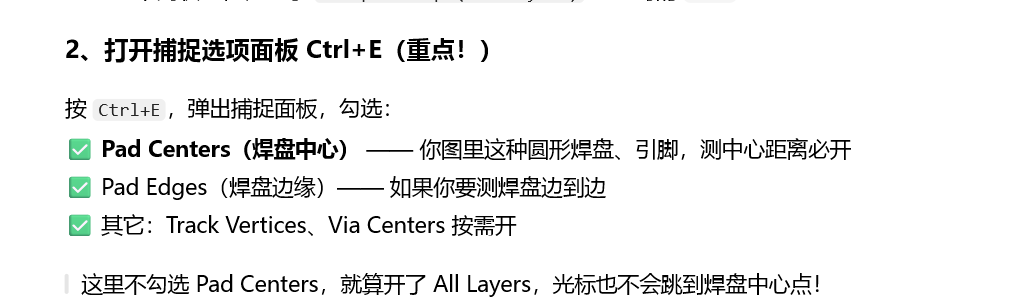 2、打开捕捉选项面板 Ctrl+E（重点！）
按 Ctrl+E，弹出捕捉面板，勾选：
✅ Pad Centers（焊盘中心） —— 你图里这种圆形焊盘、引脚，测中心距离必开
✅ Pad Edges（焊盘边缘）—— 如果你要测焊盘边到边
✅ 其它：Track Vertices、Via Centers 按需开
这里不勾选 Pad Centers，就算开了 All Layers，光标也不会跳到焊盘中心点！